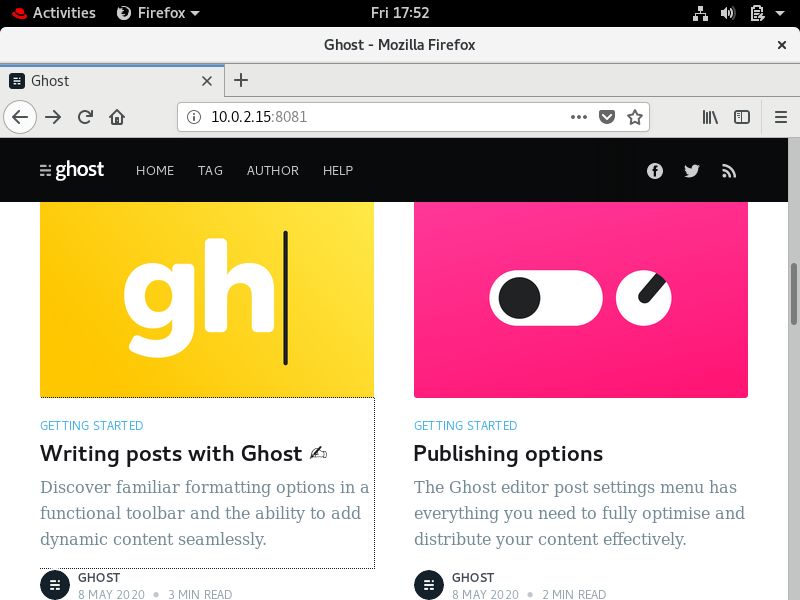 Activities Firefox Fri 17:52
Ghost - Mozilla Firefox
Ghost
10.0.2.15:8081
ghost HOME TAG AUTHOR HELP
gh
GETTING STARTED
Writing posts with Ghost ✍
Discover familiar formatting options in a
functional toolbar and the ability to add
dynamic content seamlessly.
GHOST
8 MAY 2020 • 3 MIN READ
GETTING STARTED
Publishing options
The Ghost editor post settings menu has
everything you need to fully optimise and
distribute your content effectively.
GHOST
8 MAY 2020 • 2 MIN READ